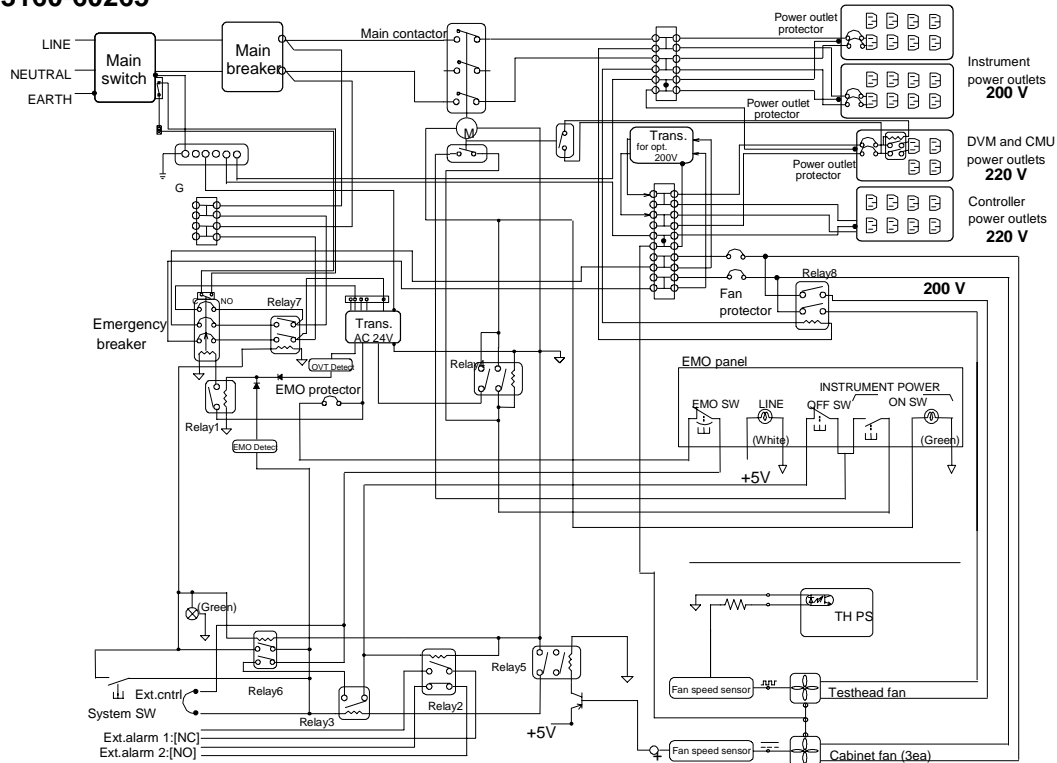 LINE
NEUTRAL
EARTH
Main
switch
Main
breaker
Main contactor
M
G
Power outlet
protector
Instrument
power outlets
200 V
Power outlet
protector
Trans.
for opt.
200V
Power outlet
protector
DVM and CMU
power outlets
220 V
Controller
power outlets
220 V
Relay8
200 V
Fan
protector
NO
Relay7
Emergency
breaker
Trans.
AC 24V
OVT Detect
EMO protector
Relay1
EMO Detect
EMO panel
INSTRUMENT POWER
EMO SW
LINE
OFF SW
ON SW
(White)
(Green)
+5V
(Green)
TH PS
Relay5
Relay6
Relay2
Relay3
Ext.cntrl
System SW
Ext.alarm 1:[NC]
Ext.alarm 2:[NO]
+5V
Fan speed sensor
Testhead fan
Fan speed sensor
Cabinet fan (3ea)